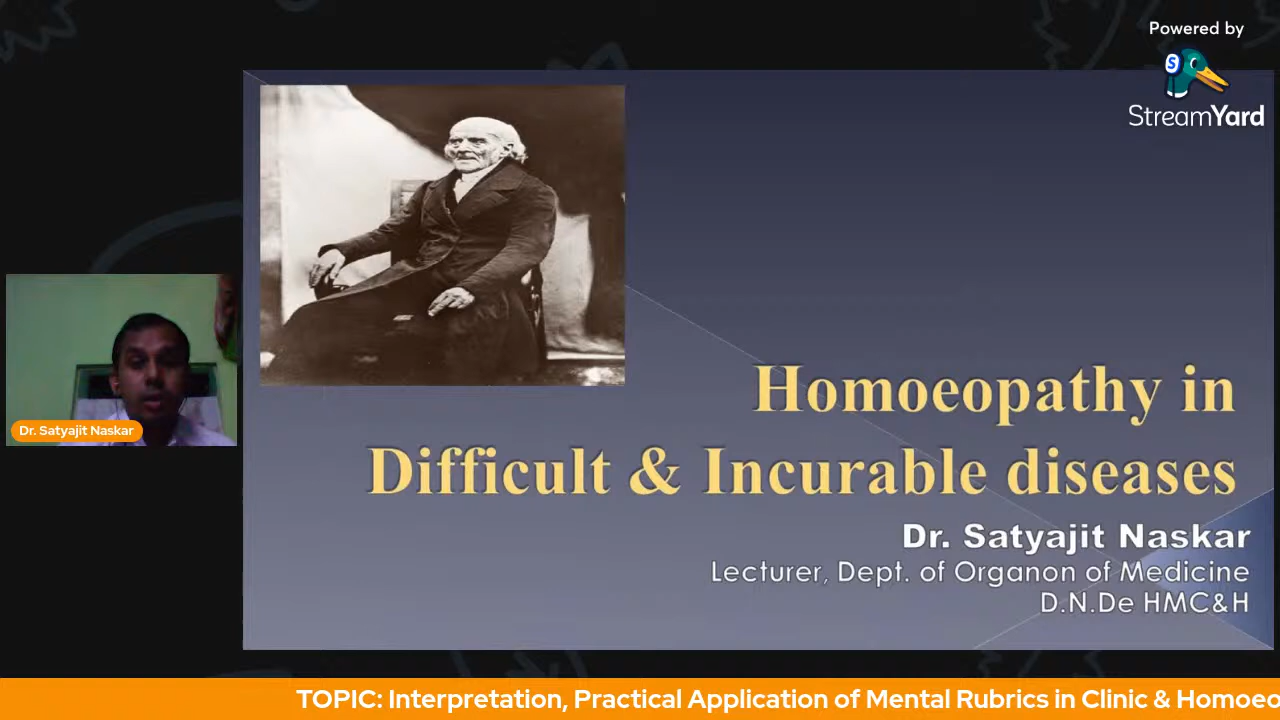 Powered by
S
StreamYard
Homoeopathy in
Difficult & Incurable diseases
Dr. Satyajit Naskar
Lecturer, Dept. of Organon of Medicine
D.N.De HMC&H
Dr. Satyajit Naskar
TOPIC: Interpretation, Practical Application of Mental Rubrics in Clinic & Homoeo